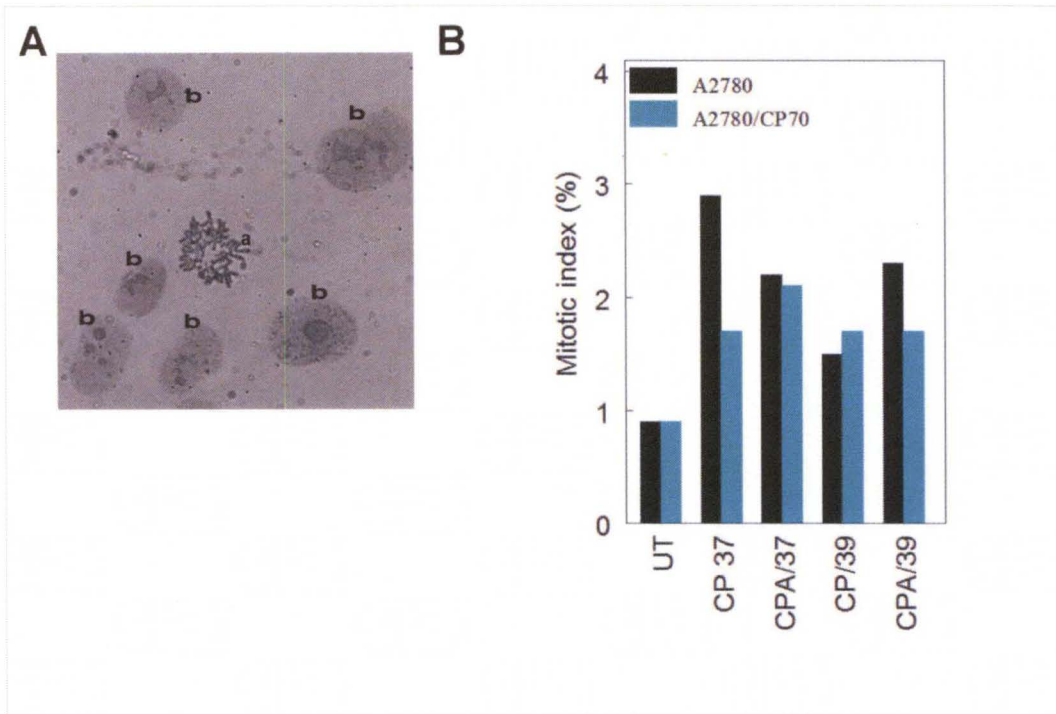 A
b
b
a
b
b
b
b
B
4
3
2
1
0
Mitotic index (%)
A2780
A2780/CP70
UT
CP 37
CPA/37
CP/39
CPA/39